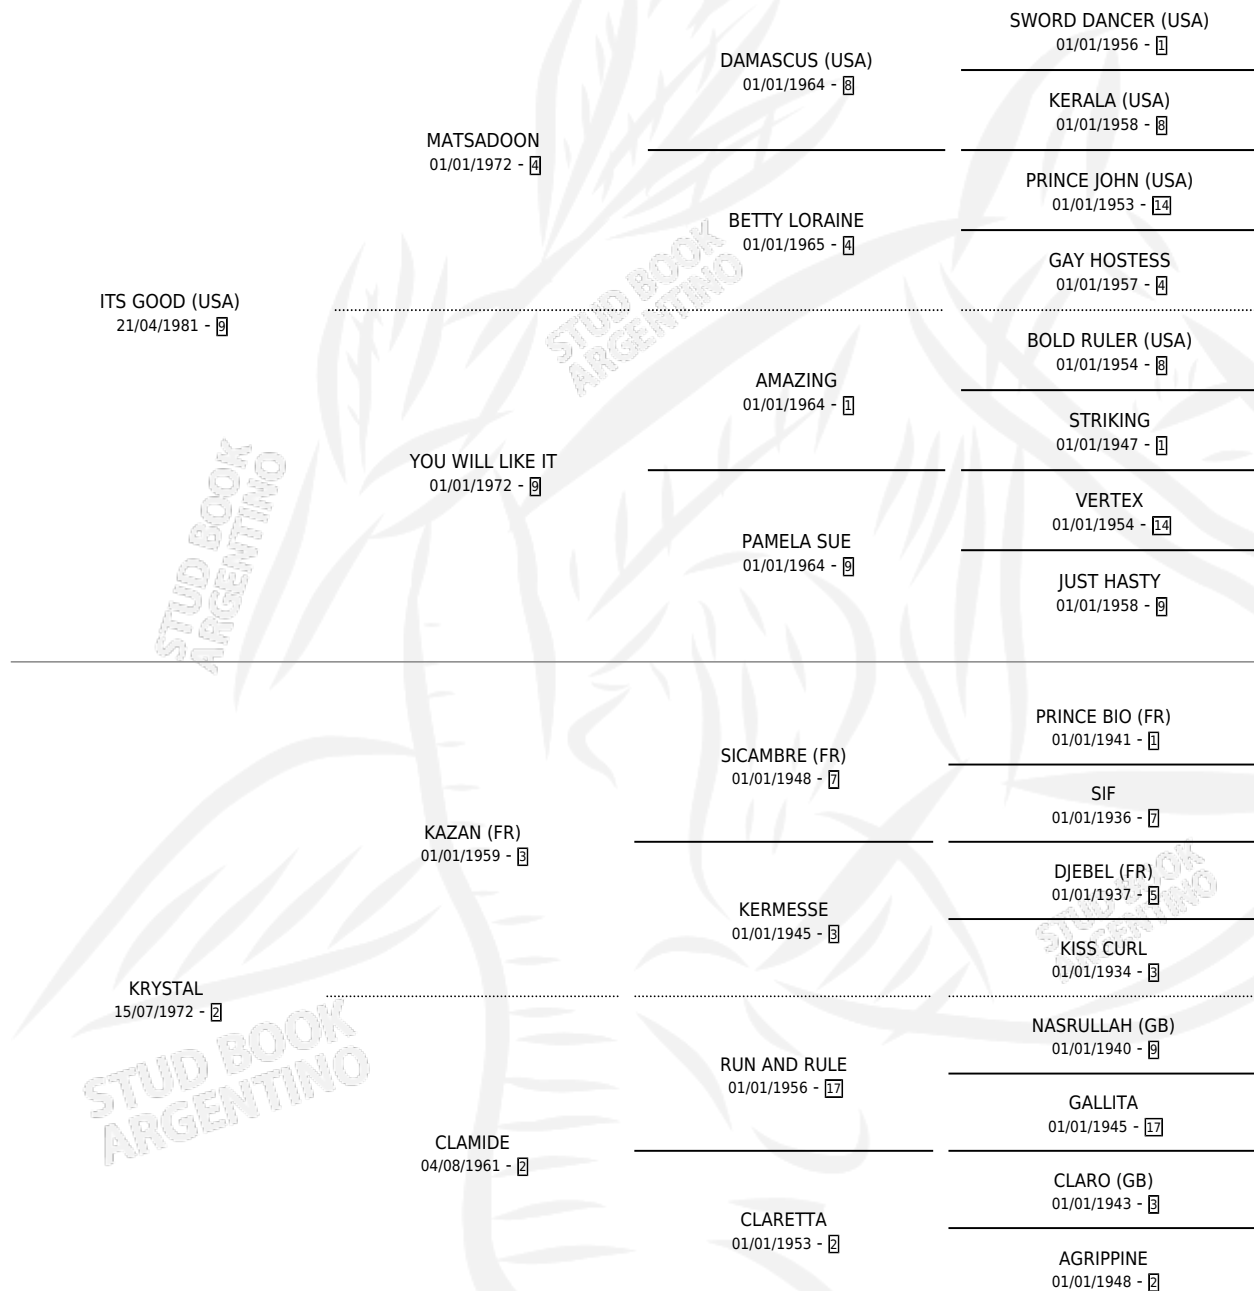 SWORD DANCER (USA)
01/01/1956 - 1
DAMASCUS (USA)
01/01/1964 - 8
KERALA (USA)
01/01/1958 - 8
MATSADOON
01/01/1972 - 4
PRINCE JOHN (USA)
01/01/1953 - 14
BETTY LORAINE
01/01/1965 - 4
GAY HOSTESS
01/01/1957 - 4
ITS GOOD (USA)
21/04/1981 - 9
BOLD RULER (USA)
01/01/1954 - 8
AMAZING
01/01/1964 - 1
STRIKING
01/01/1947 - 1
YOU WILL LIKE IT
01/01/1972 - 9
VERTEX
01/01/1954 - 14
PAMELA SUE
01/01/1964 - 9
JUST HASTY
01/01/1958 - 9
PRINCE BIO (FR)
01/01/1941 - 1
SICAMBRE (FR)
01/01/1948 - 7
SIF
01/01/1936 - 7
KAZAN (FR)
01/01/1959 - 3
DJEBEL (FR)
01/01/1937 - 5
KERMESSE
01/01/1945 - 3
KISS CURL
01/01/1934 - 3
KRYSTAL
15/07/1972 - 2
NASRULLAH (GB)
01/01/1940 - 9
RUN AND RULE
01/01/1956 - 17
GALLITA
01/01/1945 - 17
CLAMIDE
04/08/1961 - 2
CLARO (GB)
01/01/1943 - 3
CLARETTA
01/01/1953 - 2
AGRIPPINE
01/01/1948 - 2
STUD BOOK
ARGENTINO
STUD BOOK
ARGENTINO
STUD BOOK
ARGENTINO
STUD BOOK
ARGENTINO